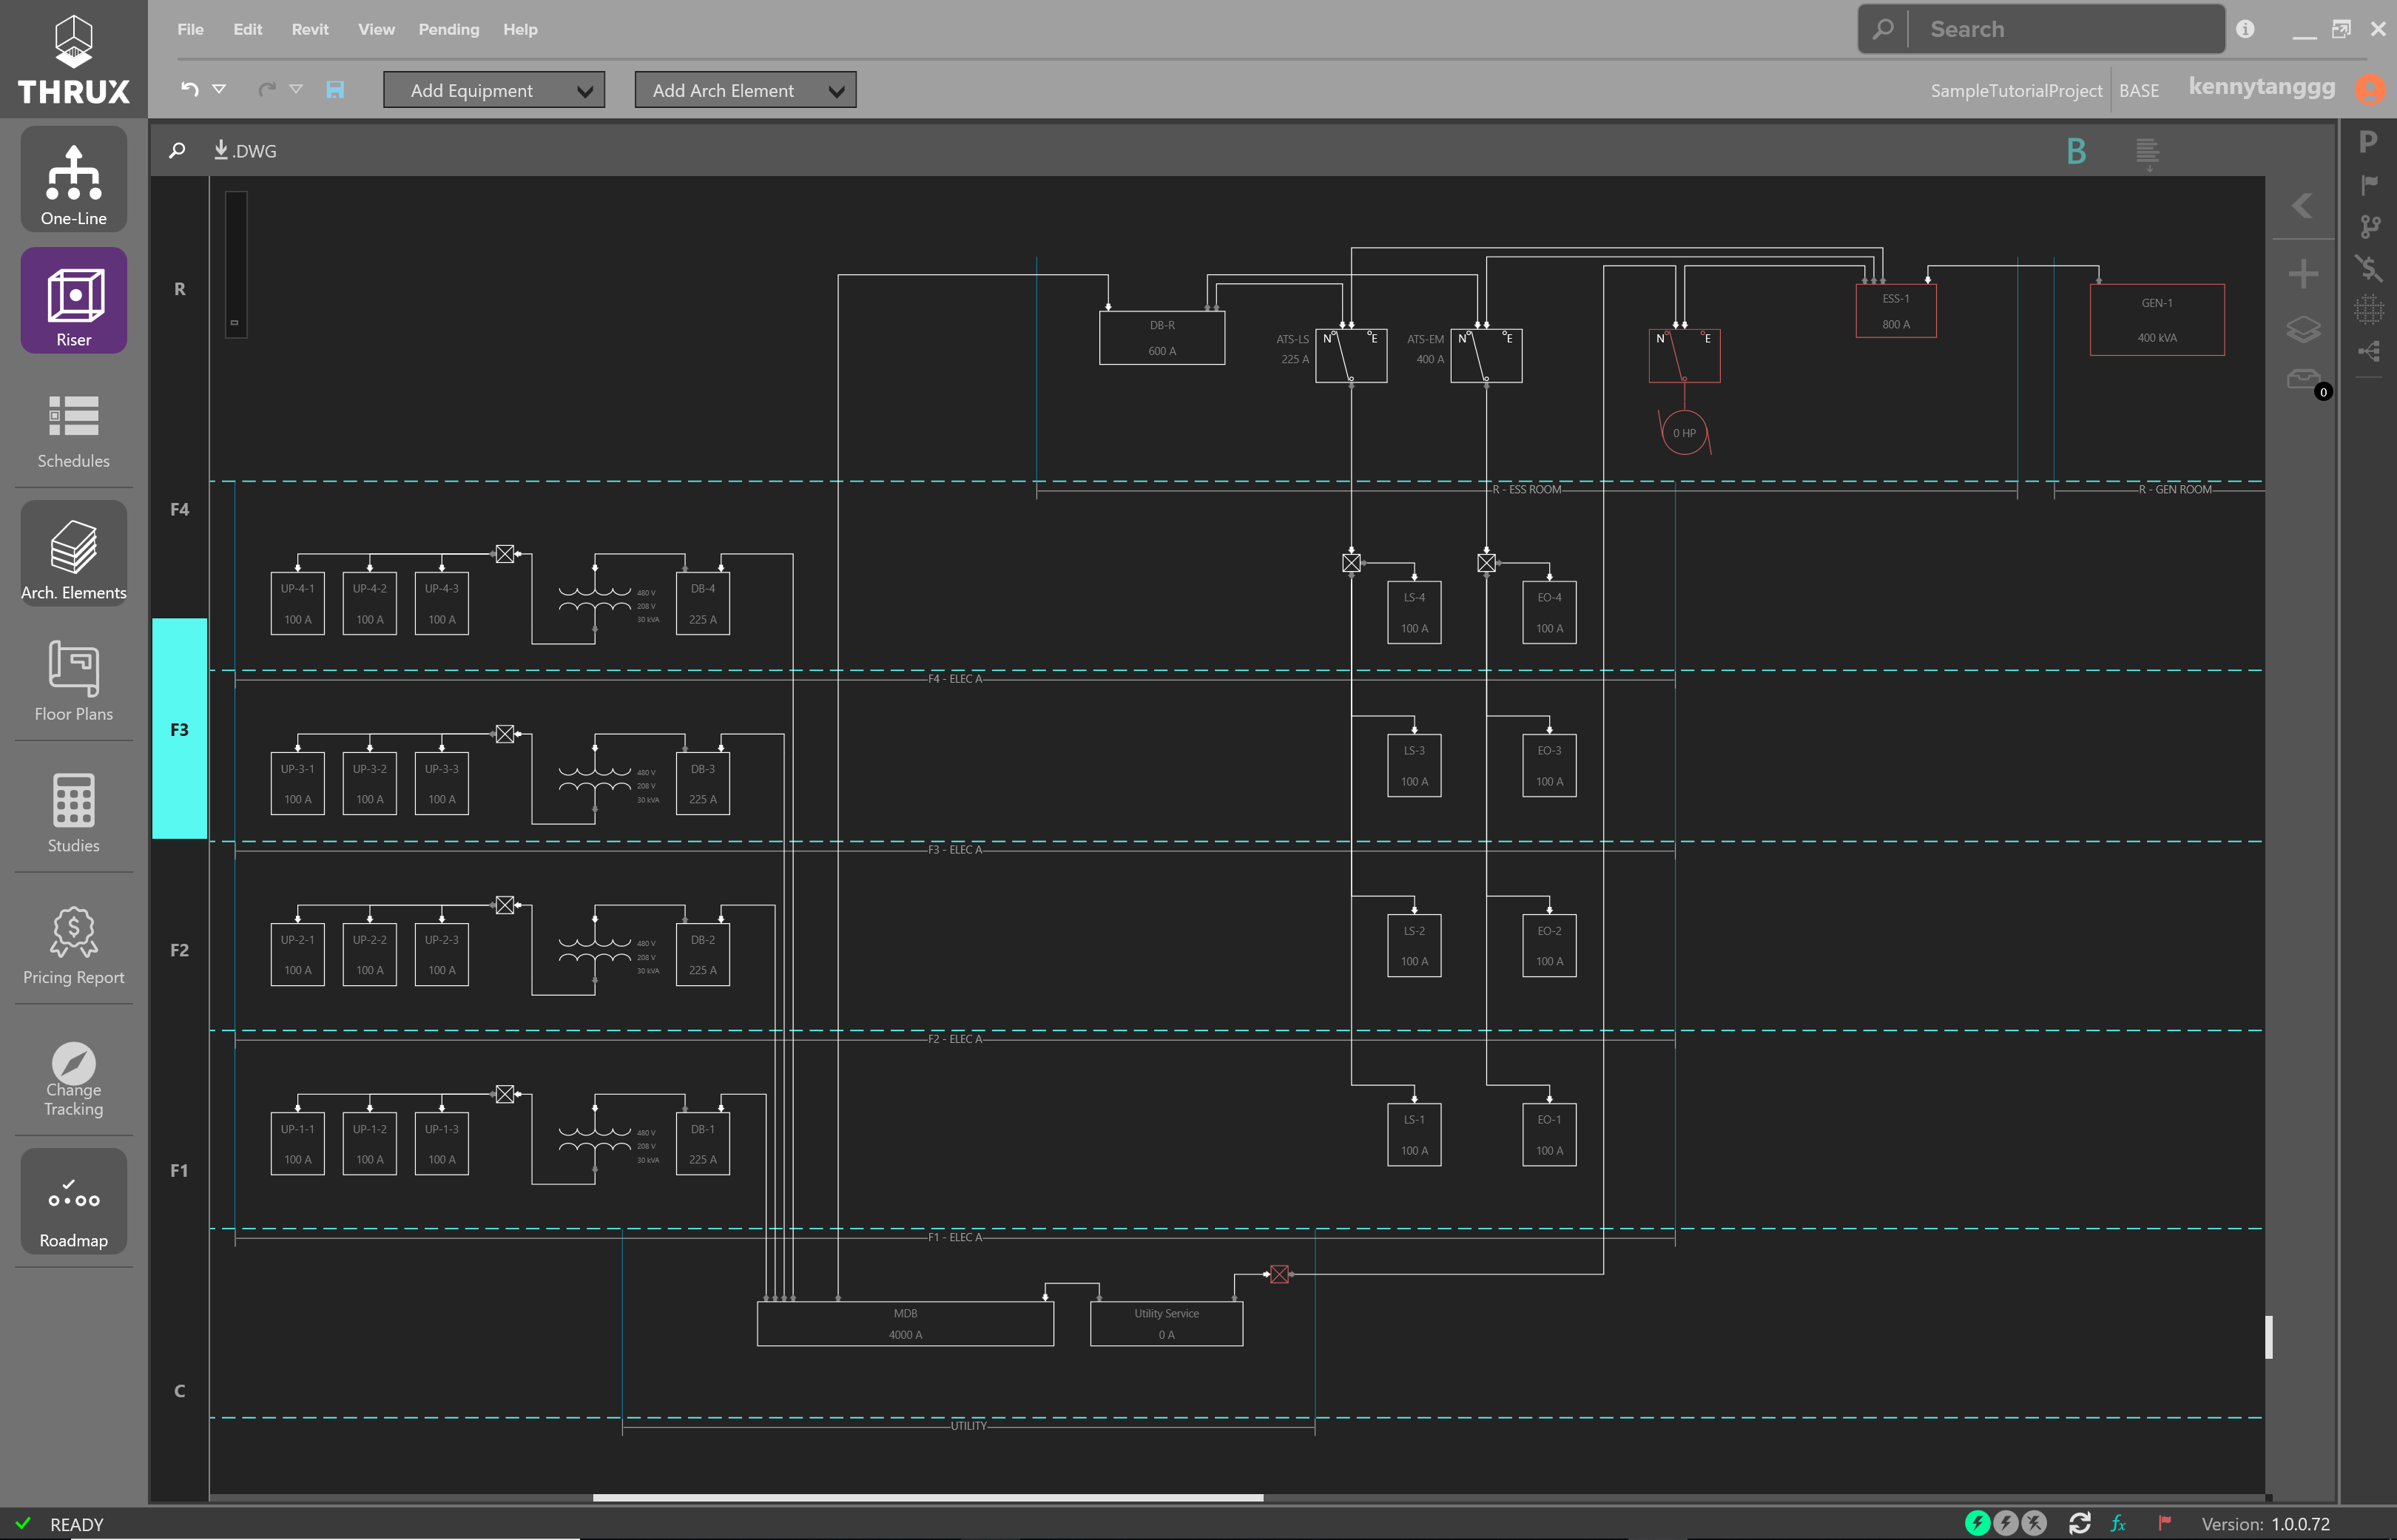 File Edit Revit View Pending Help
Search
THRUX
Add Equipment
Add Arch Element
SampleTutorialProject
BASE
kennytanggg
.DWG
B
P
One-Line
Riser
Schedules
Arch. Elements
Floor Plans
Studies
Pricing Report
Change
Tracking
Roadmap
R
DB-R
600 A
ATS-LS
225 A
N E
ATS-EM
400 A
N E
N E
0 HP
ESS-1
800 A
GEN-1
400 kVA
0
R - ESS ROOM
R - GEN ROOM
F4
UP-4-1
100 A
UP-4-2
100 A
UP-4-3
100 A
480 V
208 V
30 kVA
DB-4
225 A
LS-4
100 A
EO-4
100 A
F4 - ELEC A
F3
UP-3-1
100 A
UP-3-2
100 A
UP-3-3
100 A
480 V
208 V
30 kVA
DB-3
225 A
LS-3
100 A
EO-3
100 A
F3 - ELEC A
F2
UP-2-1
100 A
UP-2-2
100 A
UP-2-3
100 A
480 V
208 V
30 kVA
DB-2
225 A
LS-2
100 A
EO-2
100 A
F2 - ELEC A
F1
UP-1-1
100 A
UP-1-2
100 A
UP-1-3
100 A
480 V
208 V
30 kVA
DB-1
225 A
LS-1
100 A
EO-1
100 A
F1 - ELEC A
MDB
4000 A
Utility Service
0 A
C
UTILITY
READY
fx
Version: 1.0.0.72